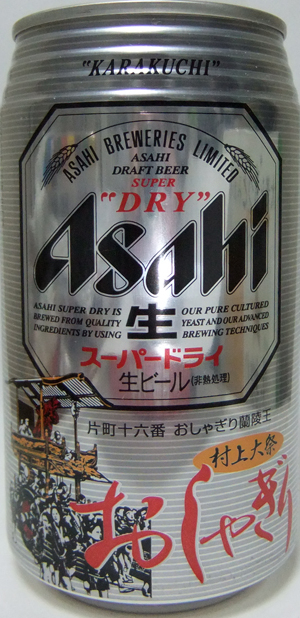 "KARAKUCHI"
ASAHI BREWERIES LIMITED
ASAHI
DRAFT BEER
SUPER
"DRY"
Asahi
ASAHI SUPER DRY IS
BREWED FROM QUALITY
INGREDIENTS BY USING
生
OUR PURE CULTURED
YEAST AND OUR ADVANCED
BREWING TECHNIQUES
スーパードライ
生ビール(非熱処理)
片町十六番 おしゃぎり蘭陵王
村上大祭
おしゃぎり